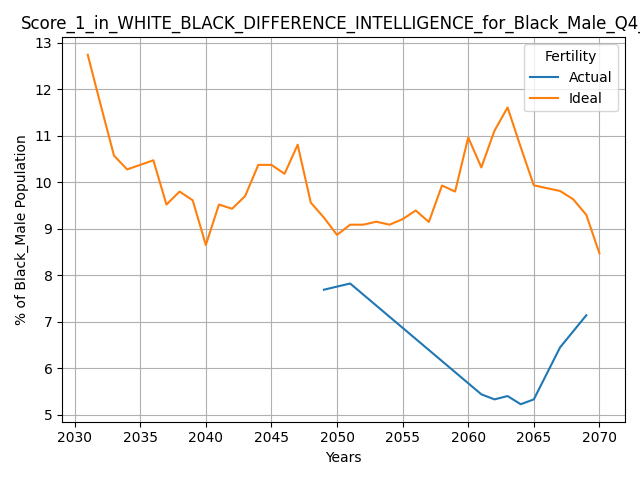 Score_1_in_WHITE_BLACK_DIFFERENCE_INTELLIGENCE_for_Black_Male_Q4_
Fertility
Actual
Ideal
% of Black_Male Population
13
12
11
10
9
8
7
6
5
2030 2035 2040 2045 2050 2055 2060 2065 2070
Years